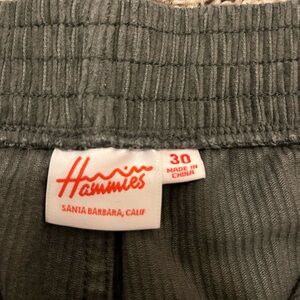 Hammies
SANTA BARBARA, CALIF
30
MADE IN
CHINA